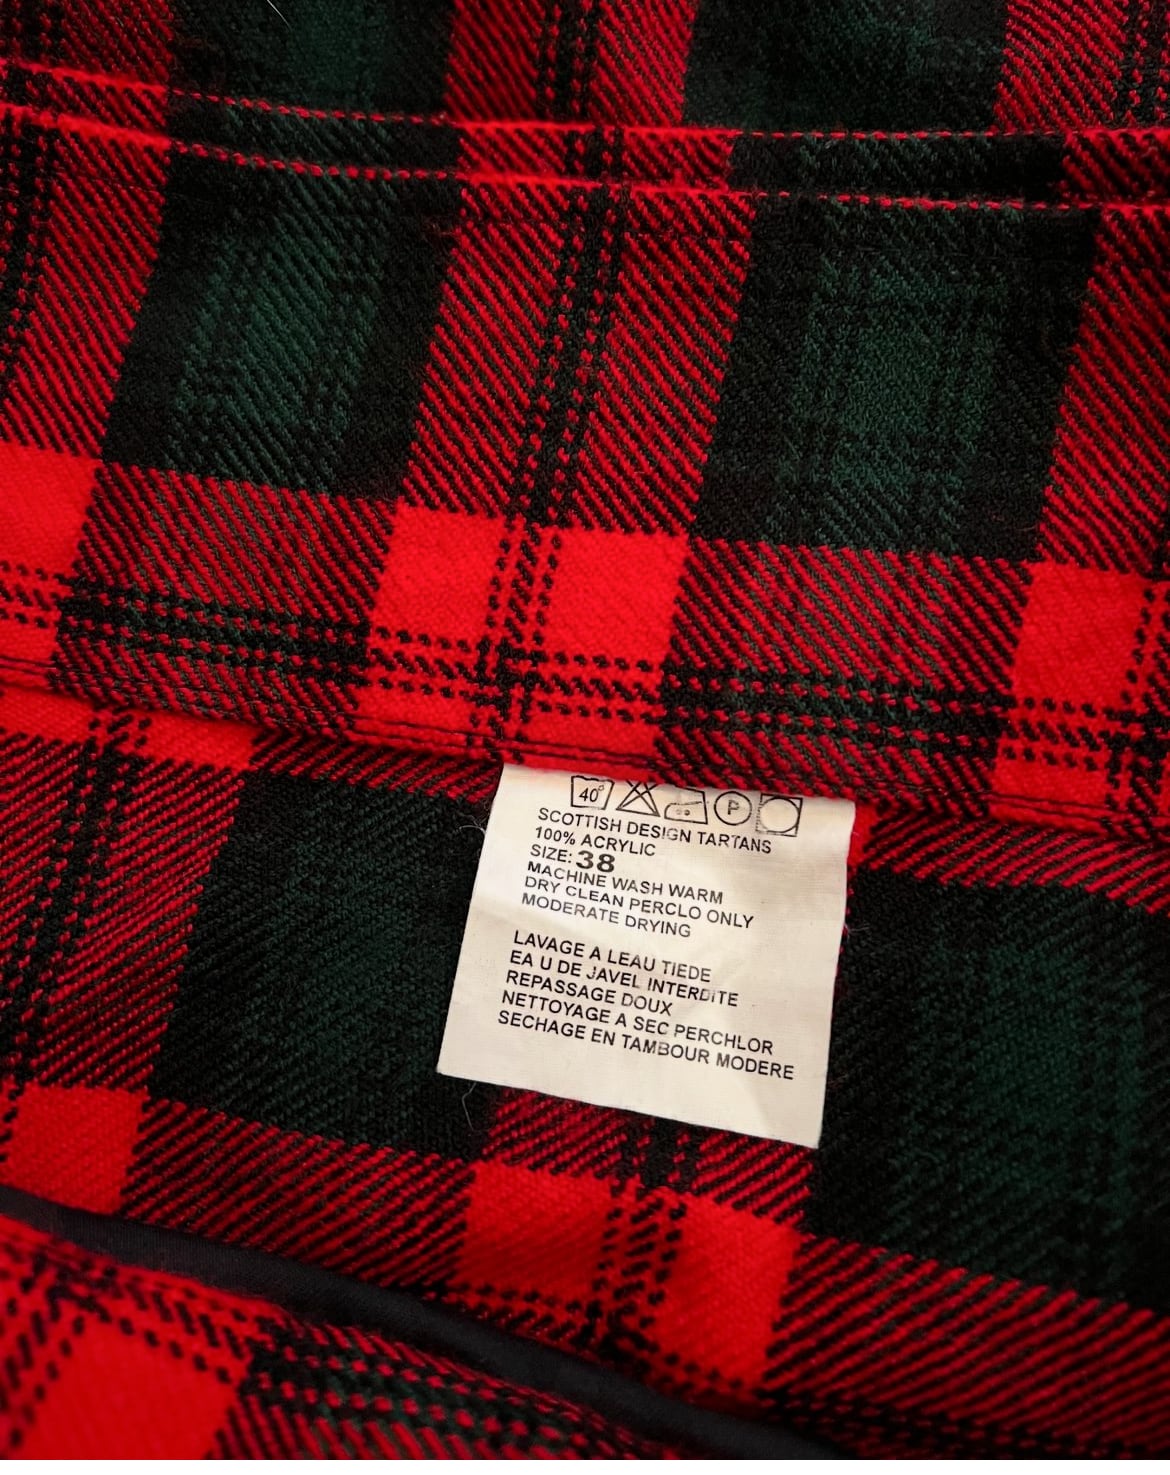 40° P
SCOTTISH DESIGN TARTANS
100% ACRYLIC
SIZE: 38
MACHINE WASH WARM
DRY CLEAN PERCLO ONLY
MODERATE DRYING
LAVAGE A LEAU TIEDE
EA U DE JAVEL INTERDITE
REPASSAGE DOUX
NETTOYAGE A SEC PERCHLOR
SECHAGE EN TAMBOUR MODERE